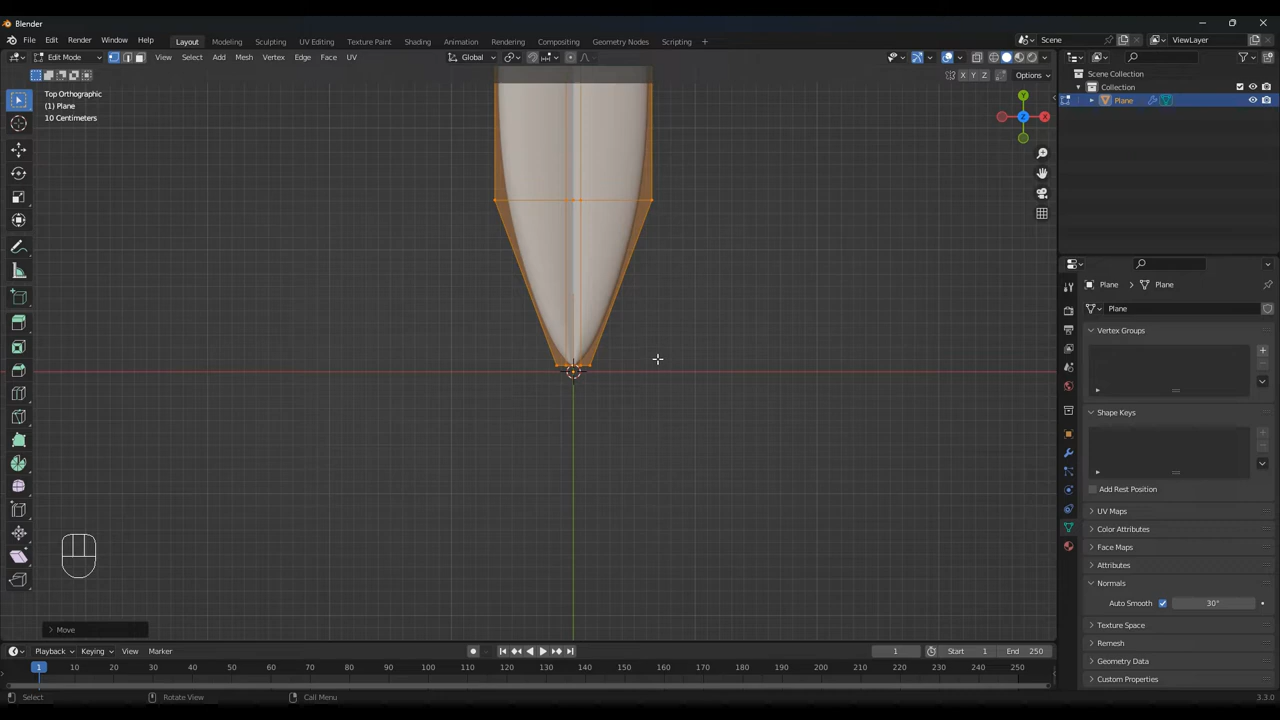 Blender
File Edit Render Window Help Layout Modeling Sculpting UV Editing Texture Paint Shading Animation Rendering Compositing Geometry Nodes Scripting + Scene ViewLayer
Edit Mode View Select Add Mesh Vertex Edge Face UV Global
X Y Z Options
Top Orthographic
(1) Plane
10 Centimeters
Y
X
Z
Scene Collection
Collection
Plane
Plane Plane
Plane
Vertex Groups
Shape Keys
Add Rest Position
UV Maps
Color Attributes
Face Maps
Attributes
Normals
Auto Smooth 30°
Texture Space
Remesh
Geometry Data
Custom Properties
Move
Playback Keying View Marker 1 Start 1 End 250
1 10 20 30 40 50 60 70 80 90 100 110 120 130 140 150 160 170 180 190 200 210 220 230 240 250
Select Rotate View Call Menu 3.3.0